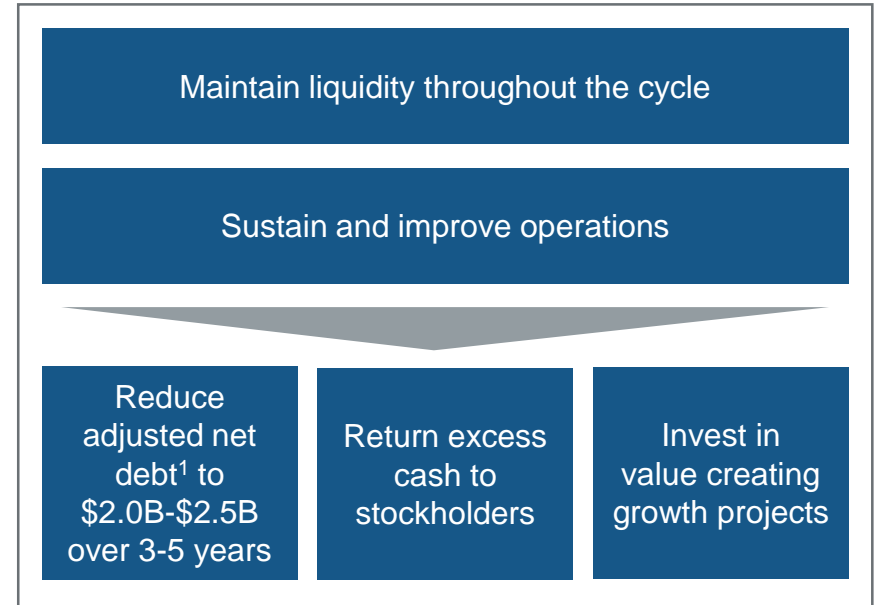 Maintain liquidity throughout the cycle
Sustain and improve operations
Reduce
adjusted net
debt¹ to
$2.0B-$2.5B
over 3-5 years
Return excess
cash to
stockholders
Invest in
value creating
growth projects